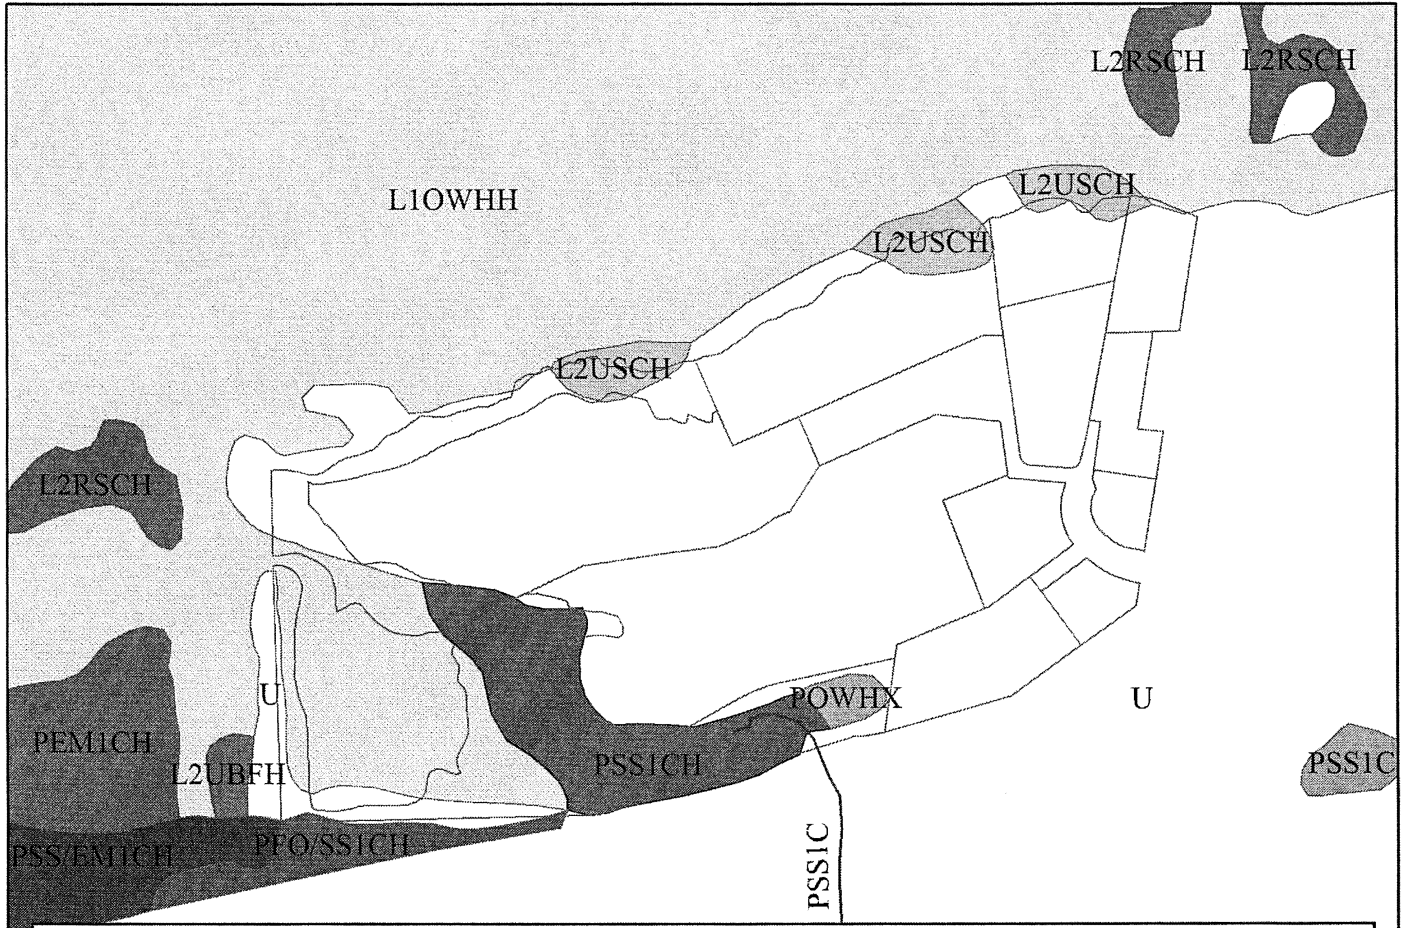 L2RSCH L2RSCH
L1OWHH
L2USCH
L2USCH
L2USCH
L2RSCH
U
POWHX
U
PEM1CH
L2UBFH
PSS1CH
PSS1C
PSS/EM1CH
PFO/SS1CH
PSS1C